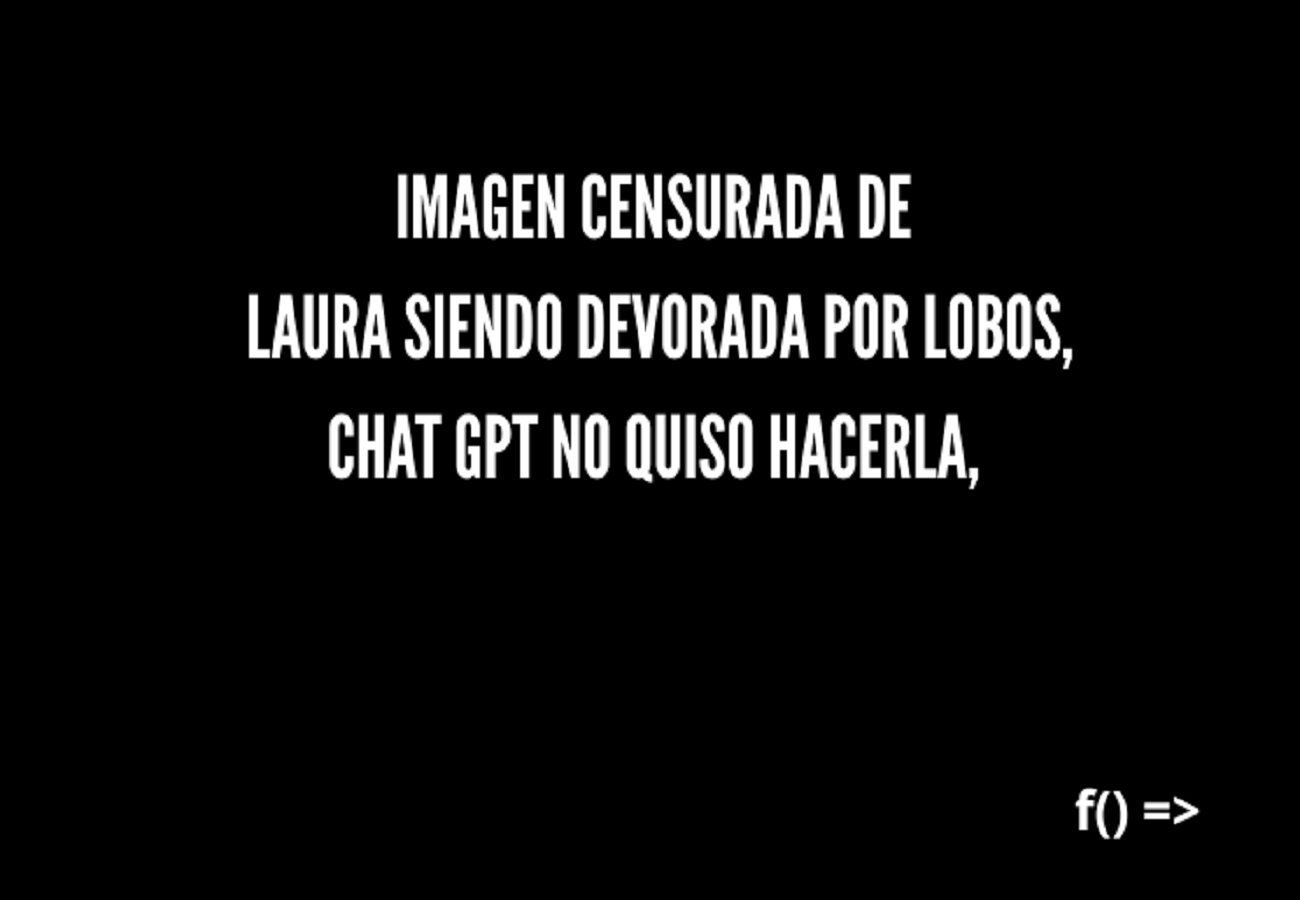 IMAGEN CENSURADA DE
LAURA SIENDO DEVORADA POR LOBOS,
CHAT GPT NO QUISO HACERLA,
f() =>